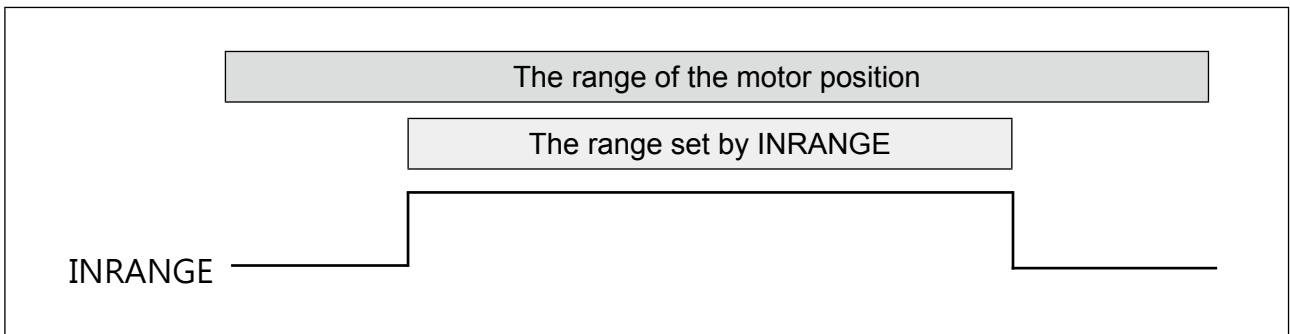 The range of the motor position
The range set by INRANGE
INRANGE